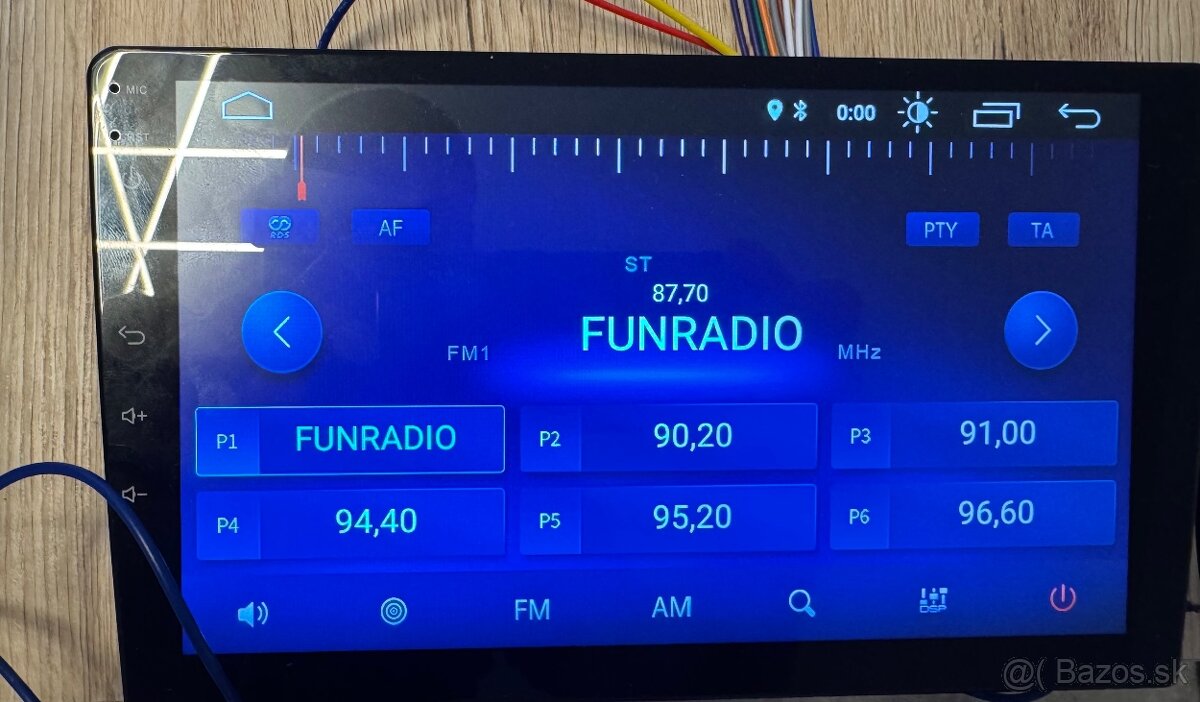 MIC
RST
0:00
RDS
AF
PTY
TA
ST
87,70
FM1
FUNRADIO
MHz
P1 FUNRADIO
P2 90,20
P3 91,00
P4 94,40
P5 95,20
P6 96,60
FM
AM
DSP
@( Bazos.sk